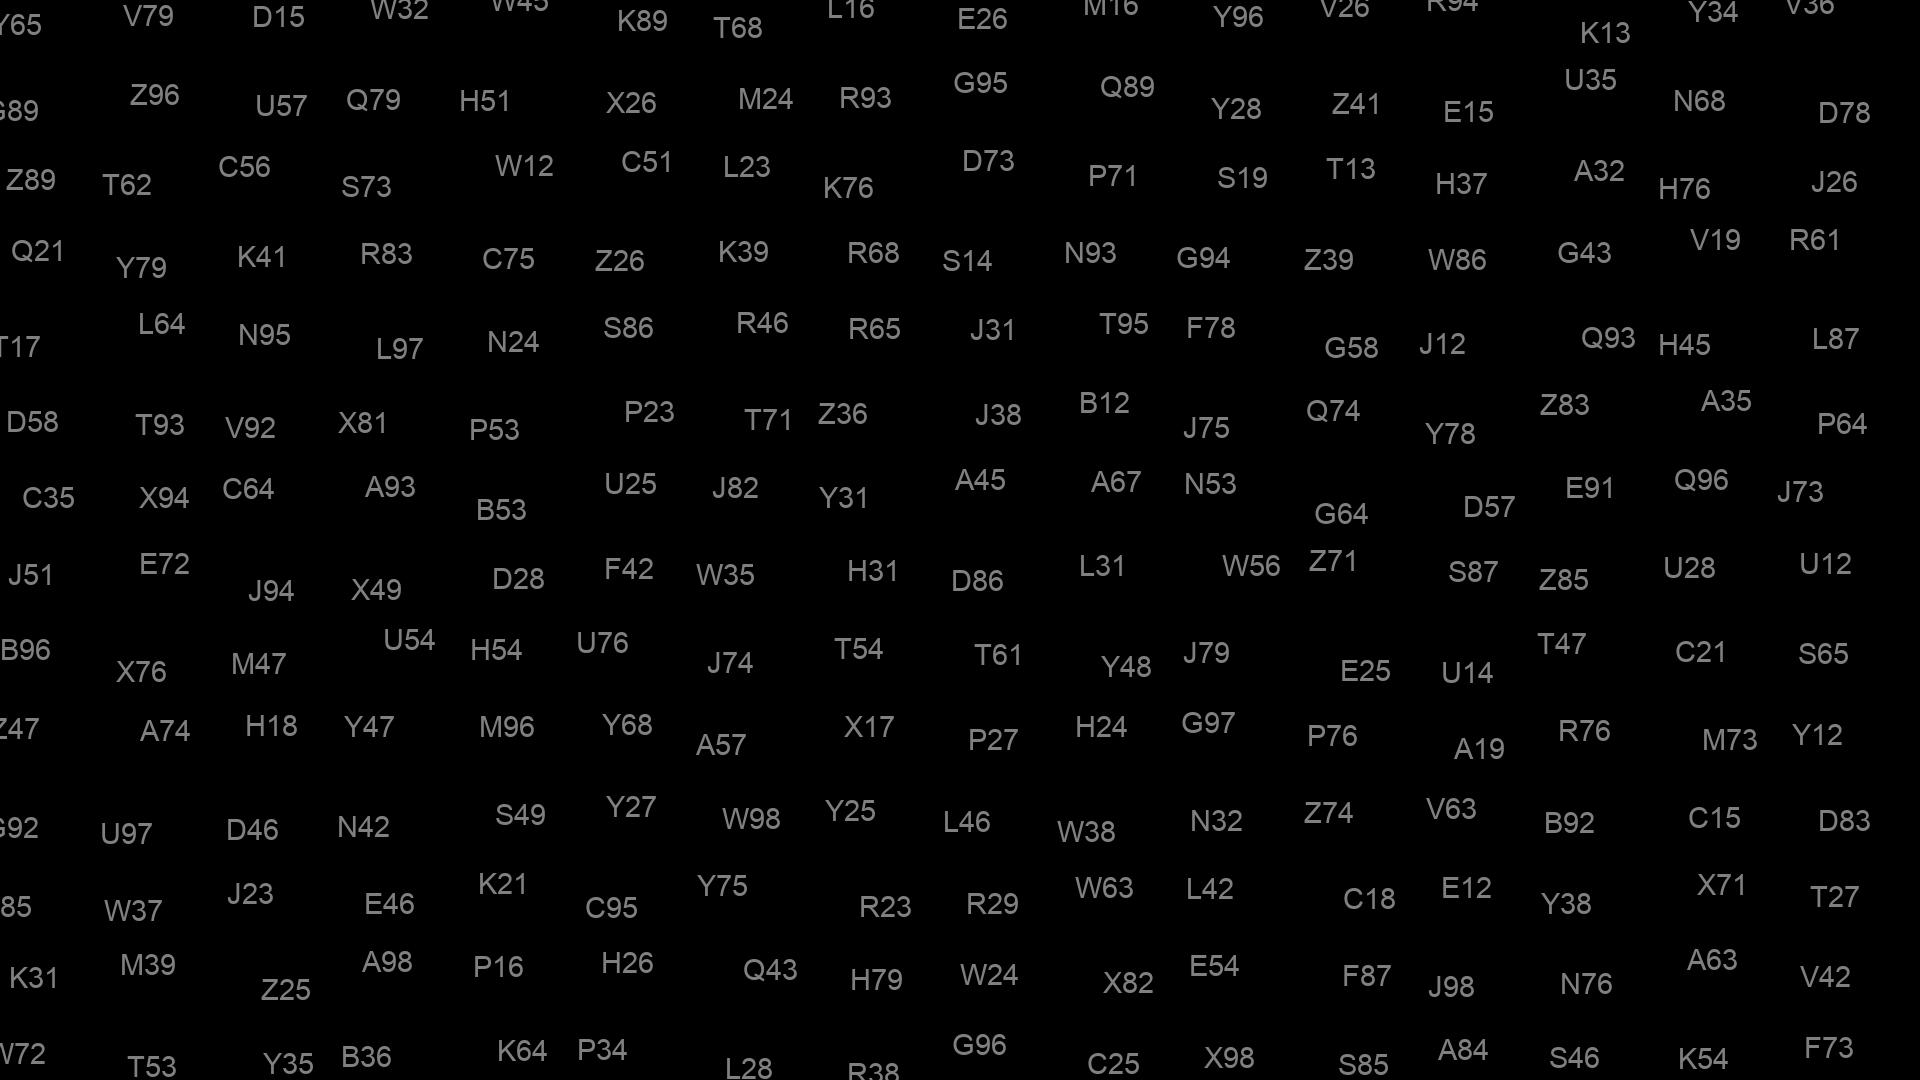 Y65 V79 D15 W32 W45 K89 T68 L16 E26 M16 Y96 V26 R94 K13 Y34 V36
G89 Z96 U57 Q79 H51 X26 M24 R93 G95 Q89 Y28 Z41 E15 U35 N68 D78
Z89 T62 C56 S73 W12 C51 L23 K76 D73 P71 S19 T13 H37 A32 H76 J26
Q21 Y79 K41 R83 C75 Z26 K39 R68 S14 N93 G94 Z39 W86 G43 V19 R61
T17 L64 N95 L97 N24 S86 R46 R65 J31 T95 F78 G58 J12 Q93 H45 L87
D58 T93 V92 X81 P53 P23 T71 Z36 J38 B12 J75 Q74 Y78 Z83 A35 P64
C35 X94 C64 A93 B53 U25 J82 Y31 A45 A67 N53 G64 D57 E91 Q96 J73
J51 E72 J94 X49 D28 F42 W35 H31 D86 L31 W56 Z71 S87 Z85 U28 U12
B96 X76 M47 U54 H54 U76 J74 T54 T61 Y48 J79 E25 U14 T47 C21 S65
Z47 A74 H18 Y47 M96 Y68 A57 X17 P27 H24 G97 P76 A19 R76 M73 Y12
G92 U97 D46 N42 S49 Y27 W98 Y25 L46 W38 N32 Z74 V63 B92 C15 D83
85 W37 J23 E46 K21 C95 Y75 R23 R29 W63 L42 C18 E12 Y38 X71 T27
K31 M39 Z25 A98 P16 H26 Q43 H79 W24 X82 E54 F87 J98 N76 A63 V42
W72 T53 Y35 B36 K64 P34 L28 R38 G96 C25 X98 S85 A84 S46 K54 F73